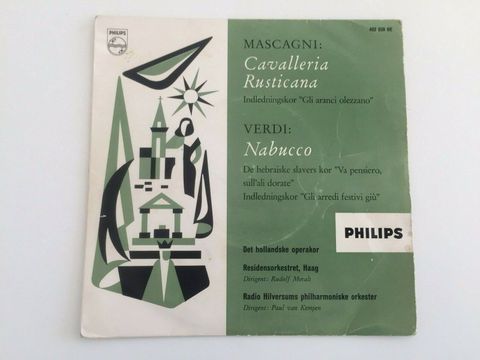 PHILIPS
MASCAGNI:
Cavalleria
Rusticana
Indledningskor "Gli aranci olezzano"
VERDI:
Nabucco
De hebraiske slavers kor "Va pensiero,
sull'ali dorate"
Indledningskor "Gli arredi festivi giù"
PHILIPS
Det hollandske operakor
Residensorkestret, Haag
Dirigent: Rudolf Moralt
Radio Hilversums philharmoniske orkester
Dirigent: Paul van Kempen